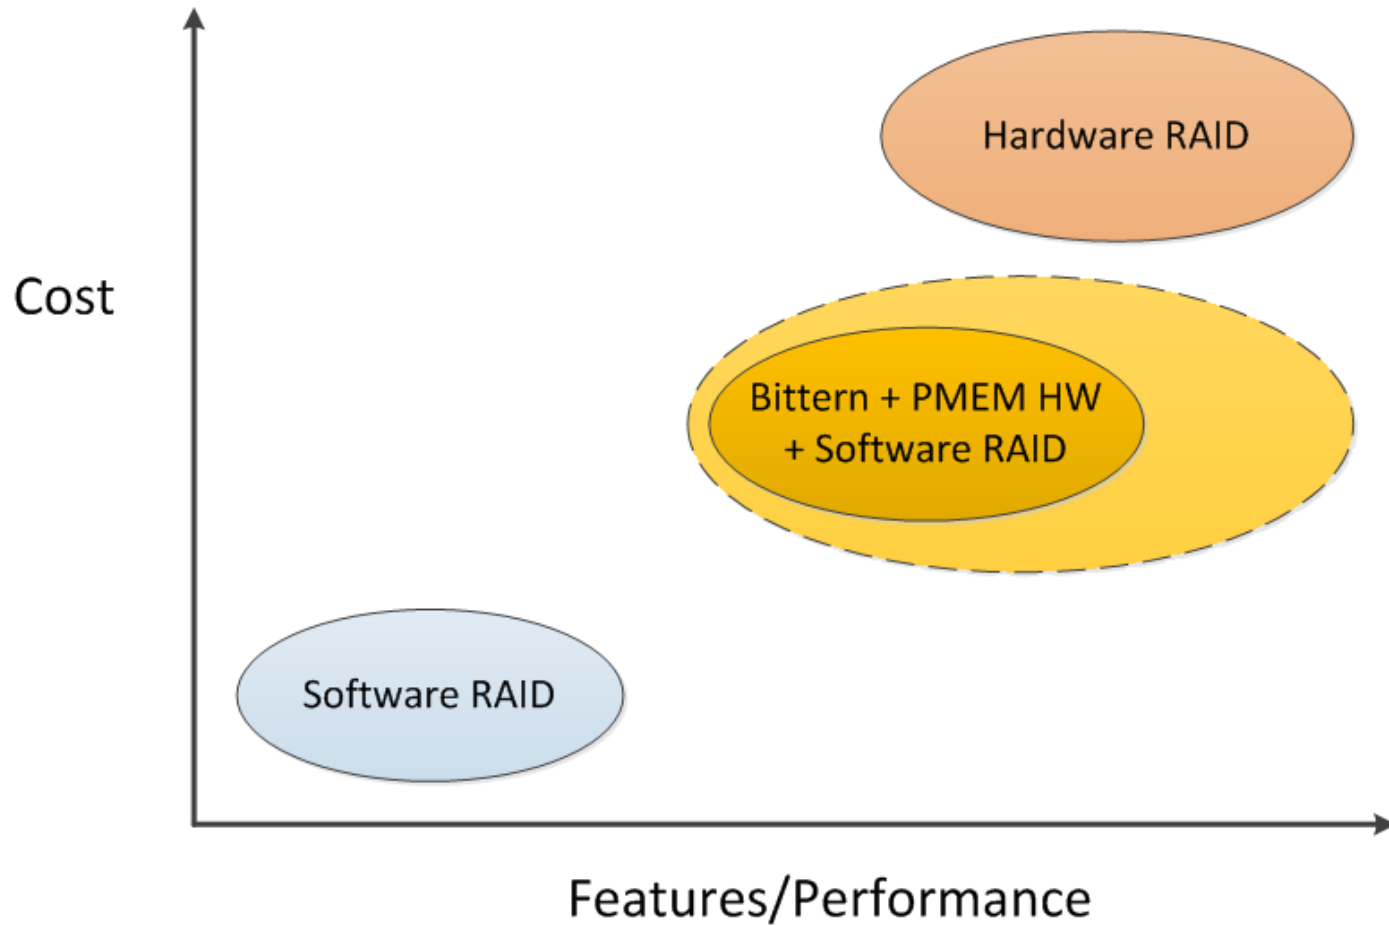 Hardware RAID
Cost
Bittern + PMEM HW
+ Software RAID
Software RAID
Features/Performance